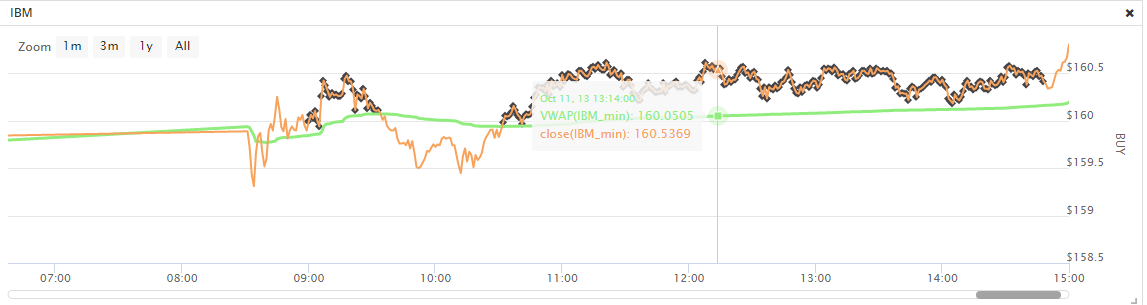 IBM
Zoom 1m 3m 1y All
$160.5
$160
$159.5
$159
$158.5
BUY
Oct 11, 13 13:14:00
VWAP(IBM_min): 160.0505
close(IBM_min): 160.5369
07:00 08:00 09:00 10:00 11:00 12:00 13:00 14:00 15:00